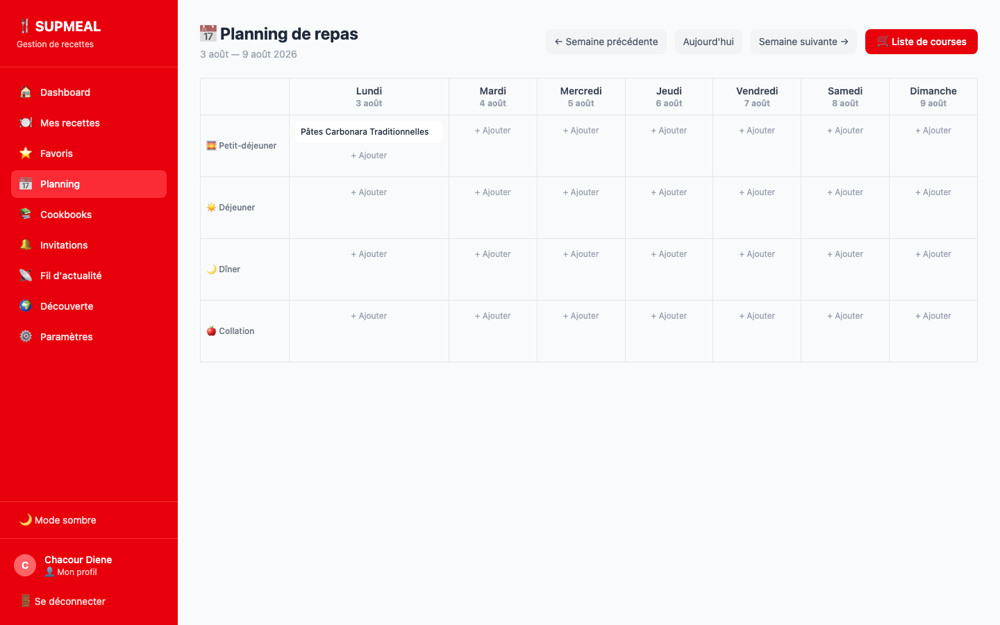 SUPMEAL
Gestion de recettes
Dashboard
Mes recettes
Favoris
Planning
Cookbooks
Invitations
Fil d'actualité
Découverte
Paramètres
Mode sombre
C
Chacour Diene
Mon profil
Se déconnecter
Planning de repas
3 août — 9 août 2026
← Semaine précédente
Aujourd'hui
Semaine suivante →
Liste de courses
Lundi Mardi Mercredi Jeudi Vendredi Samedi Dimanche
3 août 4 août 5 août 6 août 7 août 8 août 9 août
Petit-déjeuner
Pâtes Carbonara Traditionnelles
+ Ajouter
+ Ajouter + Ajouter + Ajouter + Ajouter + Ajouter + Ajouter
Déjeuner
+ Ajouter + Ajouter + Ajouter + Ajouter + Ajouter + Ajouter + Ajouter
Dîner
+ Ajouter + Ajouter + Ajouter + Ajouter + Ajouter + Ajouter + Ajouter
Collation
+ Ajouter + Ajouter + Ajouter + Ajouter + Ajouter + Ajouter + Ajouter